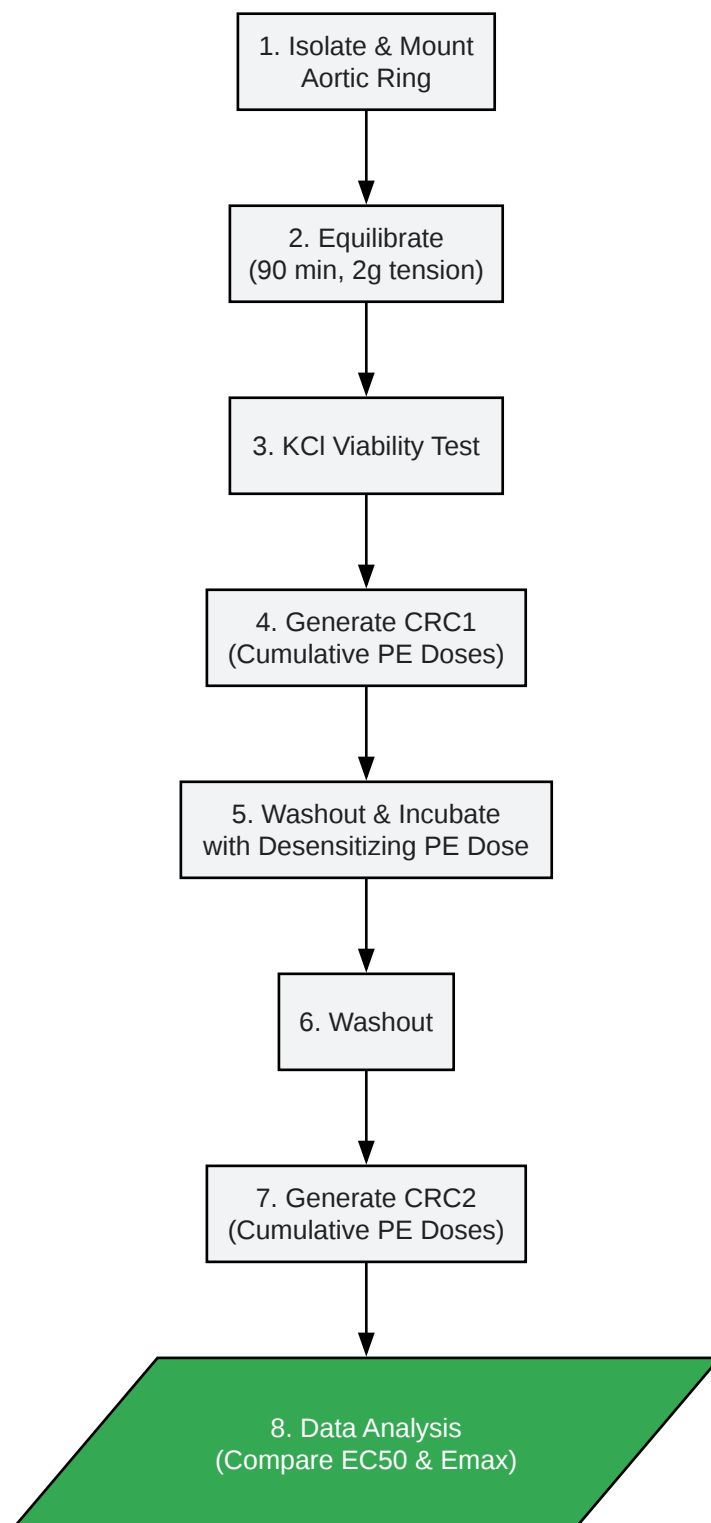 1. Isolate & Mount
Aortic Ring
2. Equilibrate
(90 min, 2g tension)
3. KCl Viability Test
4. Generate CRC1
(Cumulative PE Doses)
5. Washout & Incubate
with Desensitizing PE Dose
6. Washout
7. Generate CRC2
(Cumulative PE Doses)
8. Data Analysis
(Compare EC50 & Emax)